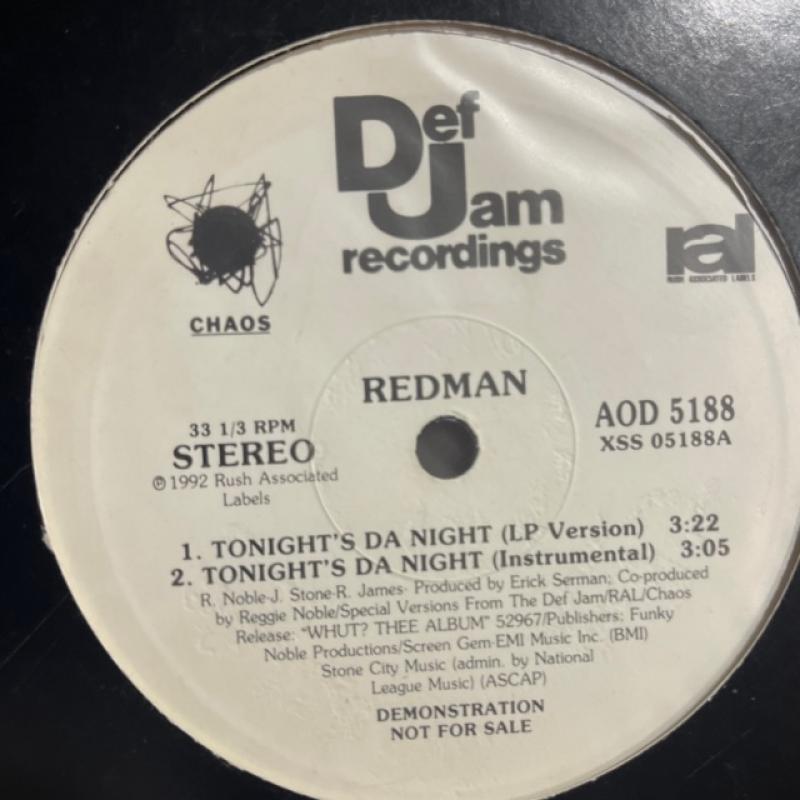 Def
Jam
recordings
CHAOS
ral
RUSH ASSOCIATED LABELS
REDMAN
33 1/3 RPM
STEREO
℗ 1992 Rush Associated
Labels
AOD 5188
XSS 05188A
1. TONIGHT'S DA NIGHT (LP Version) 3:22
2. TONIGHT'S DA NIGHT (Instrumental) 3:05
R. Noble-J. Stone-R. James- Produced by Erick Serman; Co-produced
by Reggie Noble/Special Versions From The Def Jam/RAL/Chaos
Release: "WHUT? THEE ALBUM" 52967/Publishers: Funky
Noble Productions/Screen Gem-EMI Music Inc. (BMI)
Stone City Music (admin. by National
League Music) (ASCAP)
DEMONSTRATION
NOT FOR SALE